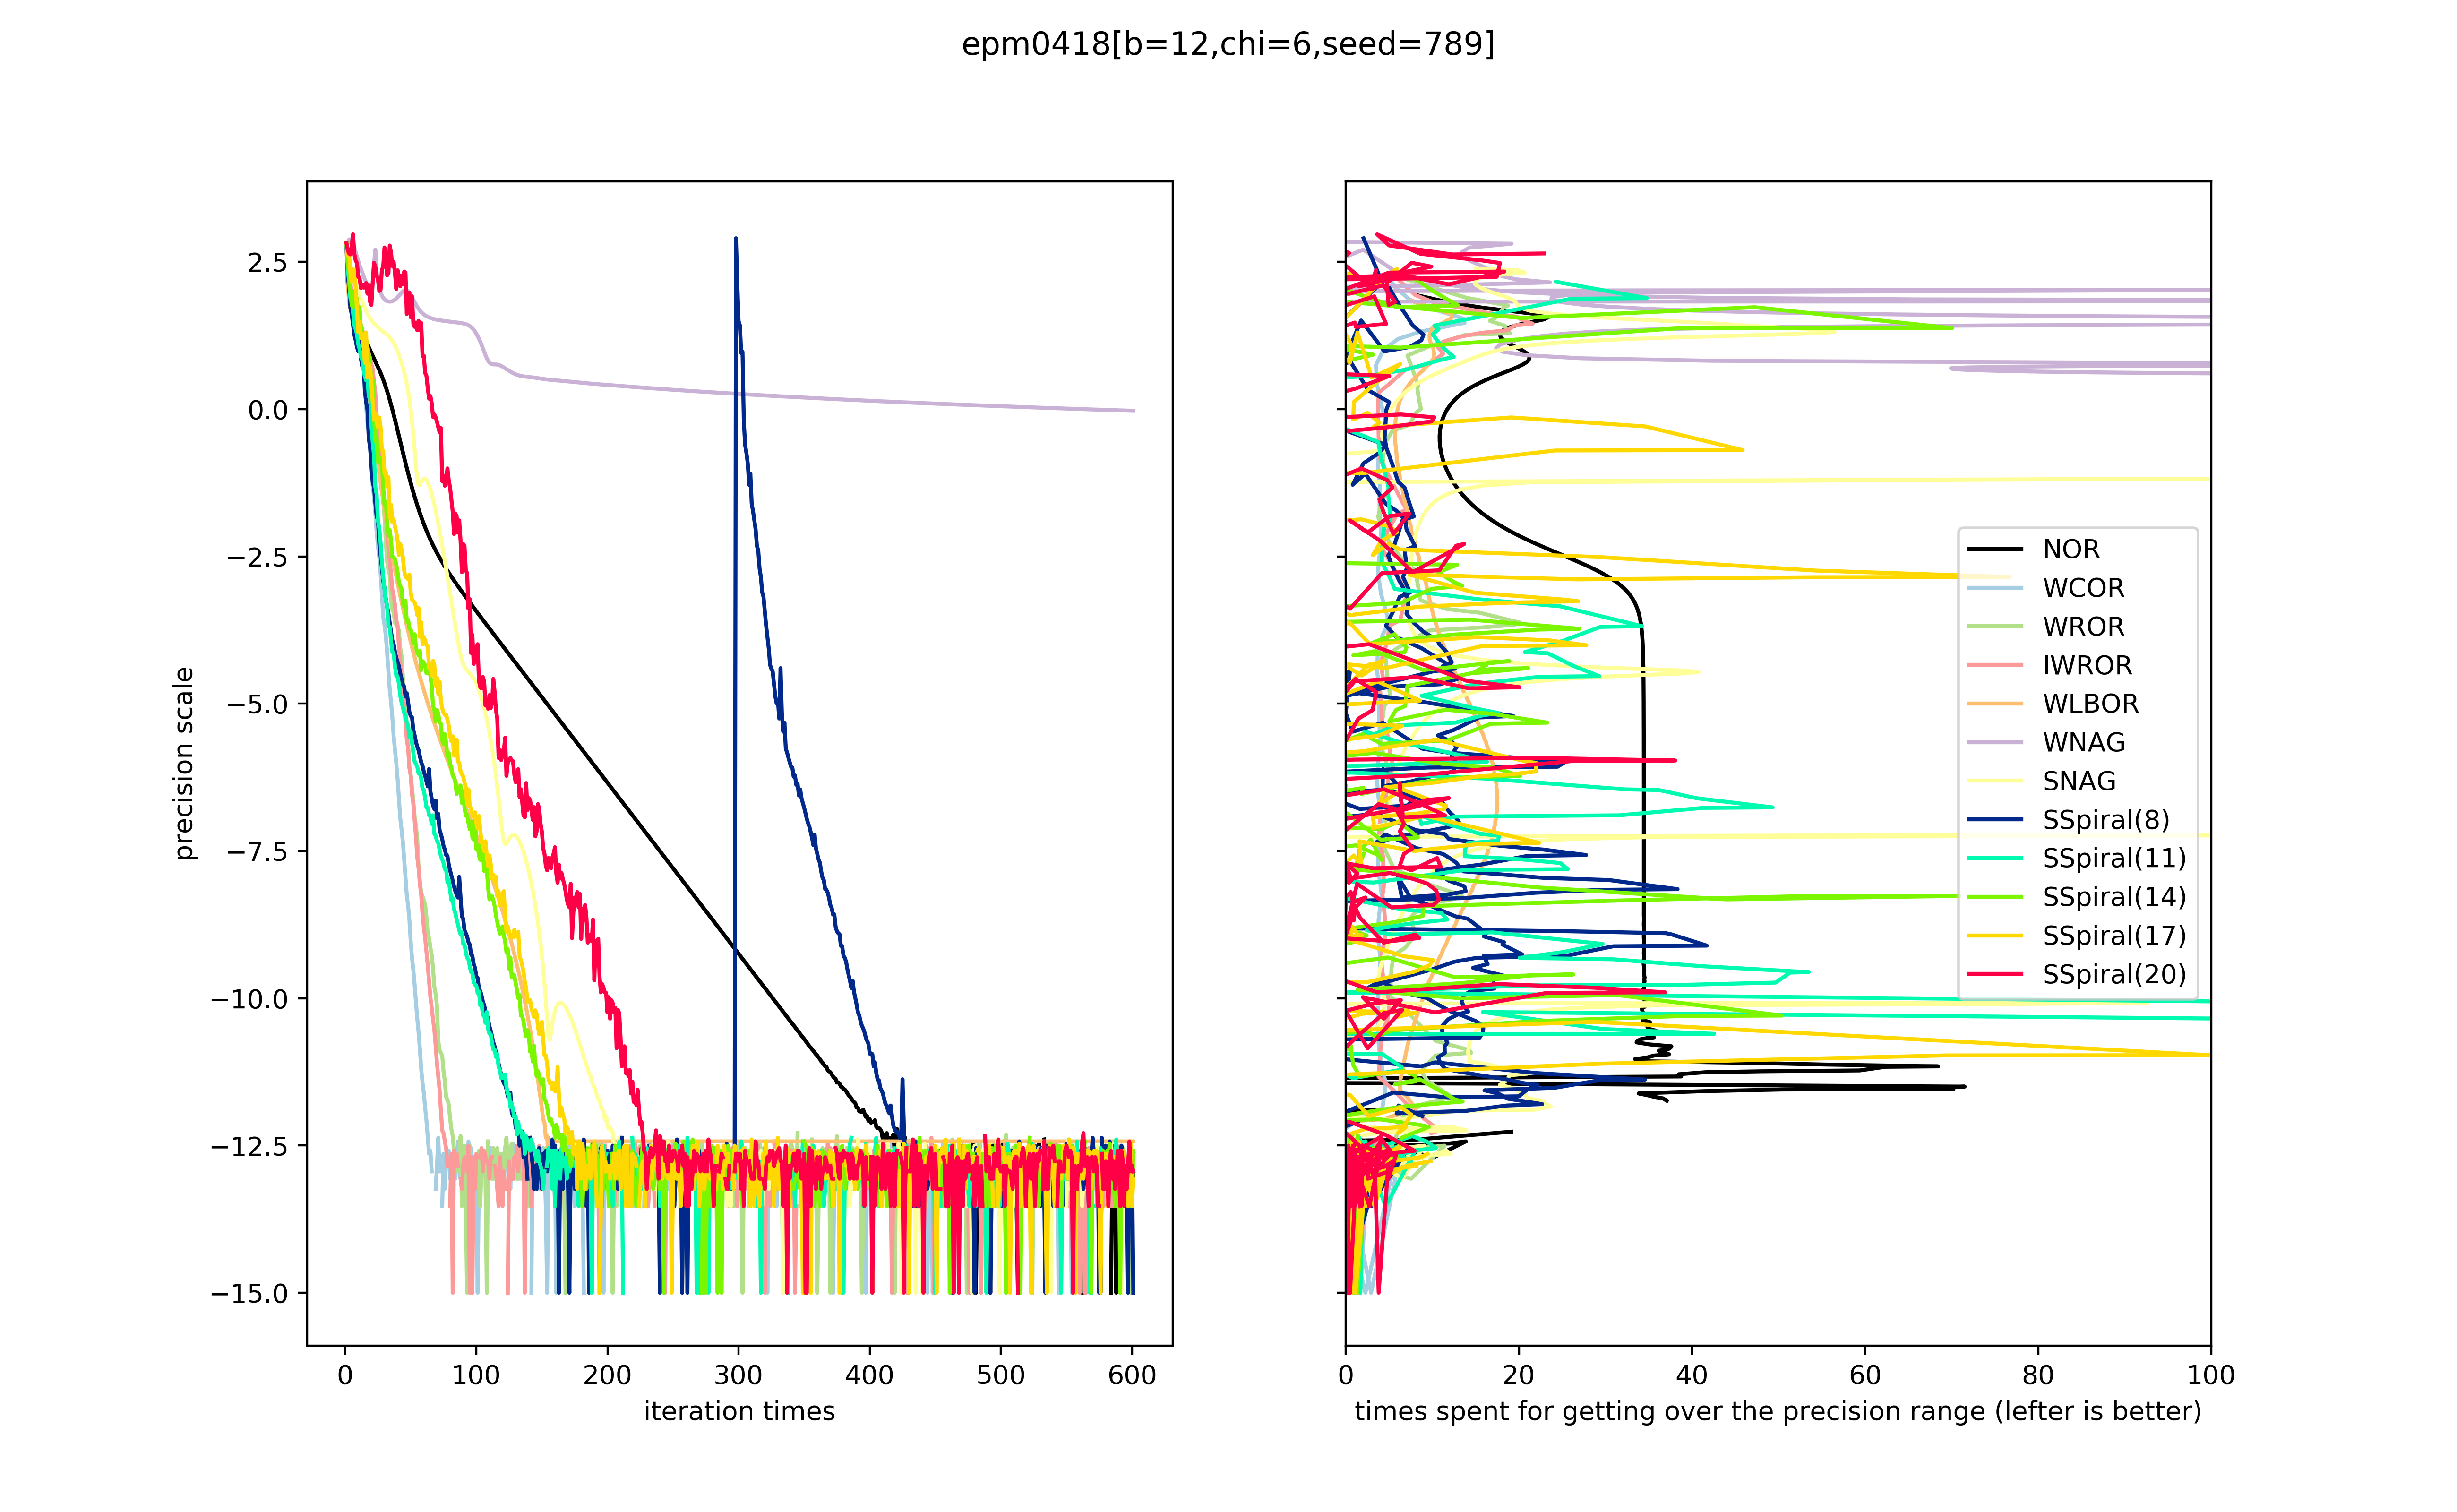 epm0418[b=12,chi=6,seed=789]
precision scale
2.5
0.0
−2.5
−5.0
−7.5
−10.0
−12.5
−15.0
0 100 200 300 400 500 600
iteration times
NOR
WCOR
WROR
IWROR
WLBOR
WNAG
SNAG
SSpiral(8)
SSpiral(11)
SSpiral(14)
SSpiral(17)
SSpiral(20)
0 20 40 60 80 100
times spent for getting over the precision range (lefter is better)